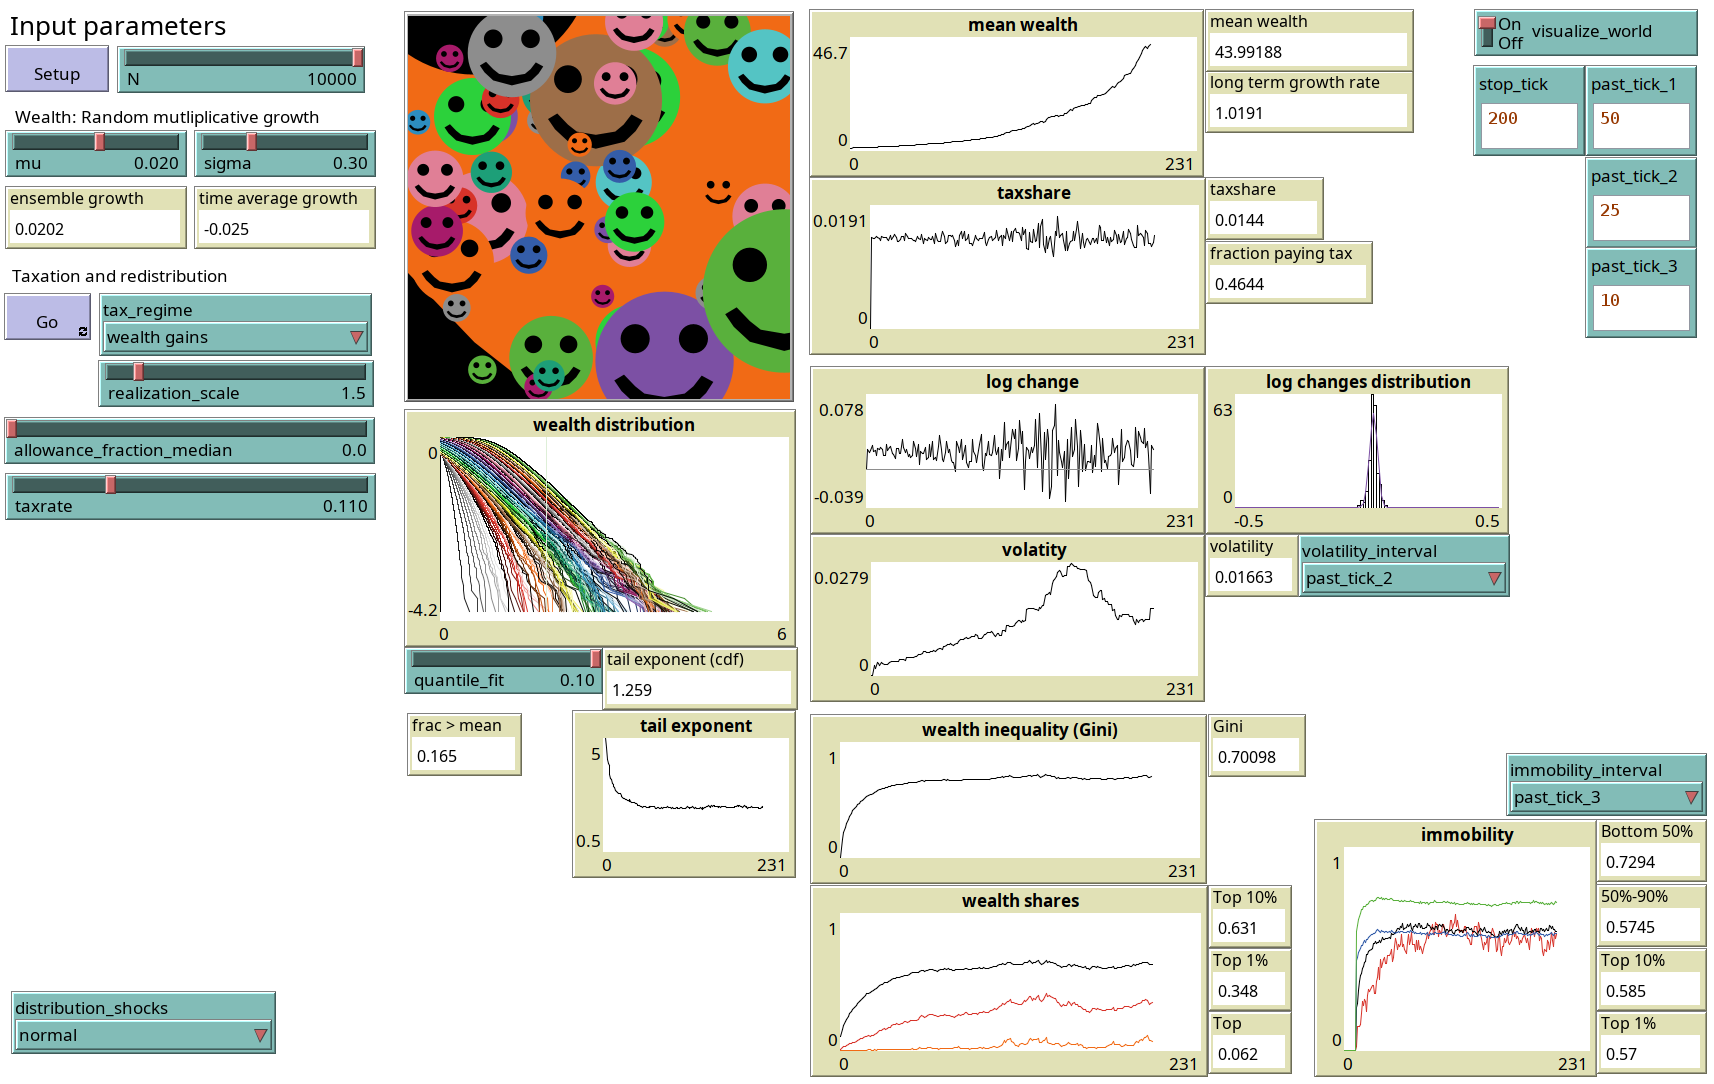 Input parameters
Setup
N 10000
Wealth: Random mutliplicative growth
mu 0.020
sigma 0.30
ensemble growth
0.0202
time average growth
-0.025
Taxation and redistribution
Go
tax_regime
wealth gains
realization_scale 1.5
allowance_fraction_median 0.0
taxrate 0.110
distribution_shocks
normal
wealth distribution
0
-4.2
0 6
quantile_fit 0.10
tail exponent (cdf)
1.259
frac > mean
0.165
tail exponent
5
0.5
0 231
mean wealth
46.7
0
0 231
mean wealth
43.99188
long term growth rate
1.0191
taxshare
0.0191
0
0 231
taxshare
0.0144
fraction paying tax
0.4644
log change
0.078
-0.039
0 231
log changes distribution
63
0
-0.5 0.5
volatity
0.0279
0
0 231
volatility
0.01663
volatility_interval
past_tick_2
wealth inequality (Gini)
1
0
0 231
Gini
0.70098
wealth shares
1
0
0 231
Top 10%
0.631
Top 1%
0.348
Top
0.062
On
Off
visualize_world
stop_tick
200
past_tick_1
50
past_tick_2
25
past_tick_3
10
immobility_interval
past_tick_3
immobility
1
0
0 231
Bottom 50%
0.7294
50%-90%
0.5745
Top 10%
0.585
Top 1%
0.57